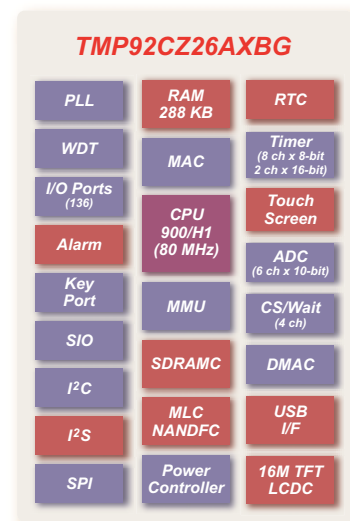 TMP92CZ26AXBG
PLL
WDT
I/O Ports
(136)
Alarm
Key
Port
SIO
I²C
I²S
SPI
RAM
288 KB
MAC
CPU
900/H1
(80 MHz)
MMU
SDRAMC
MLC
NANDFC
Power
Controller
RTC
Timer
(8 ch x 8-bit
2 ch x 16-bit)
Touch
Screen
ADC
(6 ch x 10-bit)
CS/Wait
(4 ch)
DMAC
USB
I/F
16M TFT
LCDC